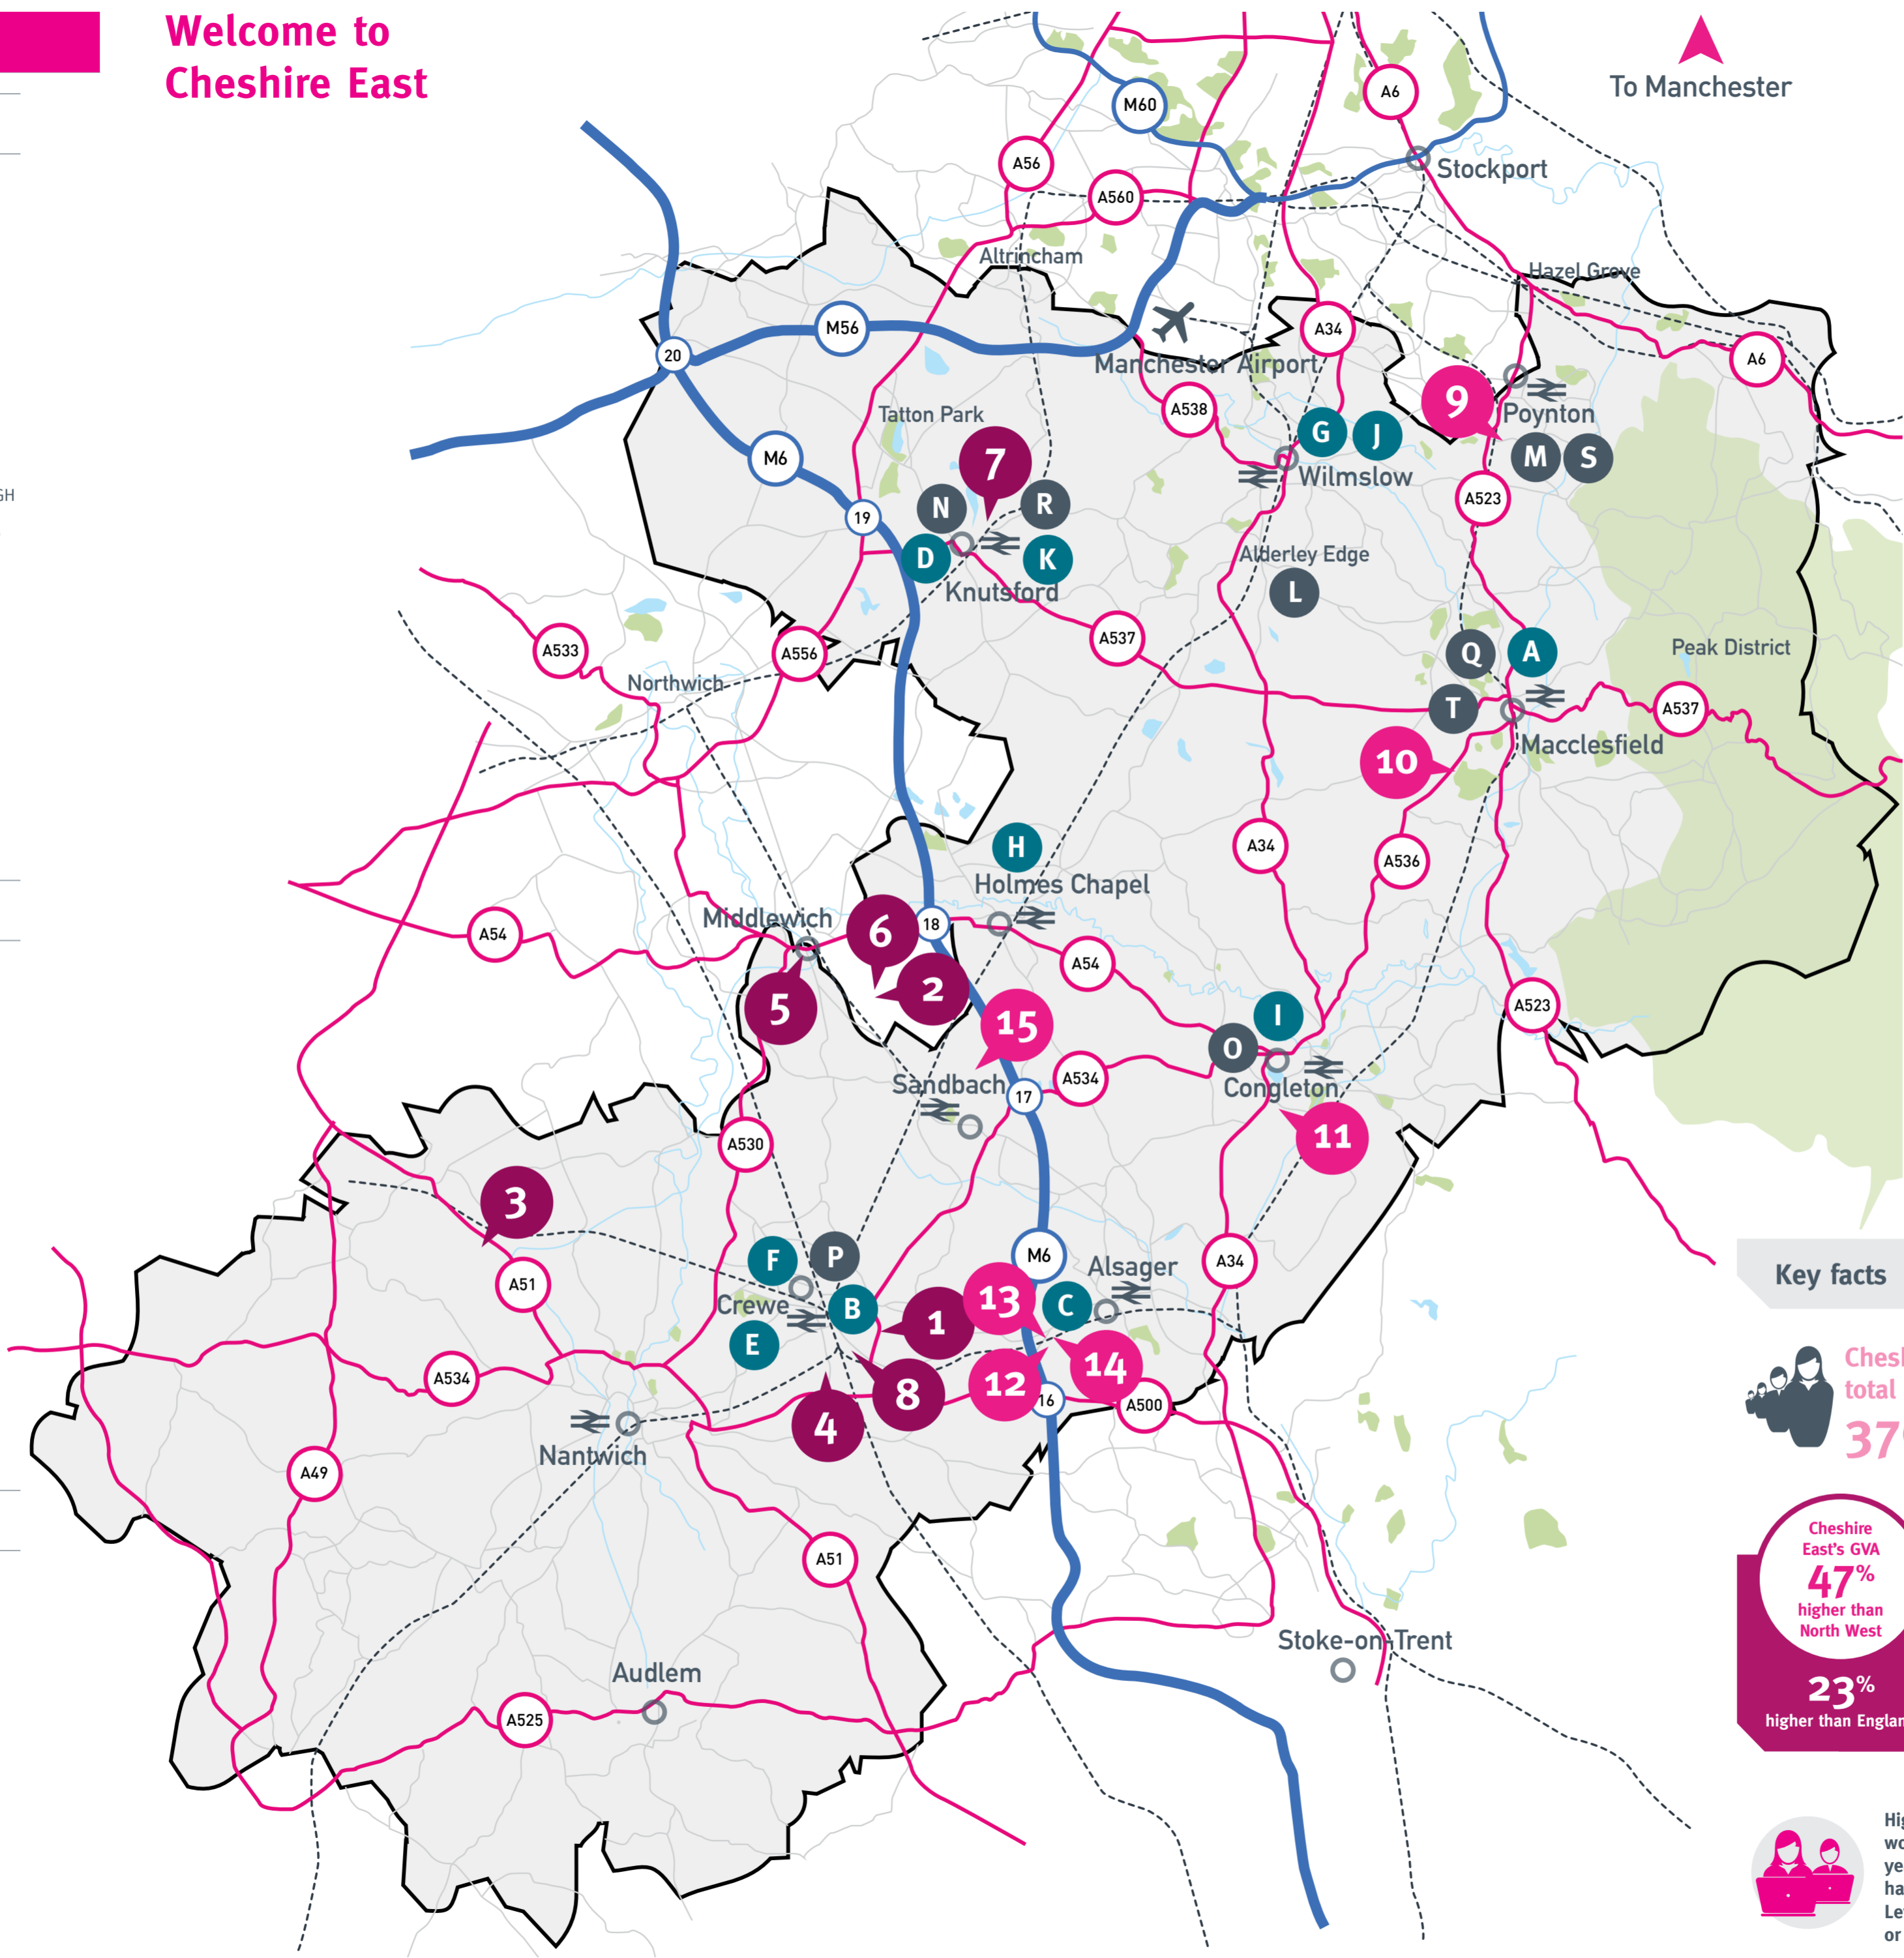 Welcome to
Cheshire East
To Manchester
M60
A6
A56
Stockport
A560
Altrincham
Hazel Grove
M56
A34
20
Manchester Airport
A6
A538
9
Poynton
Tatton Park
G
J
M6
7
M
S
Wilmslow
GH
N
R
A523
19
D
K
Alderley Edge
Knutsford
L
A533
A556
A537
Q
A
Peak District
Northwich
T
A537
Macclesfield
10
H
A34
A536
Holmes Chapel
Middlewich
6
18
A54
A54
2
5
A523
15
I
O
A534
Sandbach
Congleton
17
A530
11
3
F
P
M6
A34
Alsager
Key facts
A51
Crewe
B
13
C
1
E
14
A534
12
8
16
A500
4
Nantwich
A49
37
Cheshire
East's GVA
47%
higher than
North West
A51
Stoke-on-Trent
Audlem
23%
A525
higher than
total